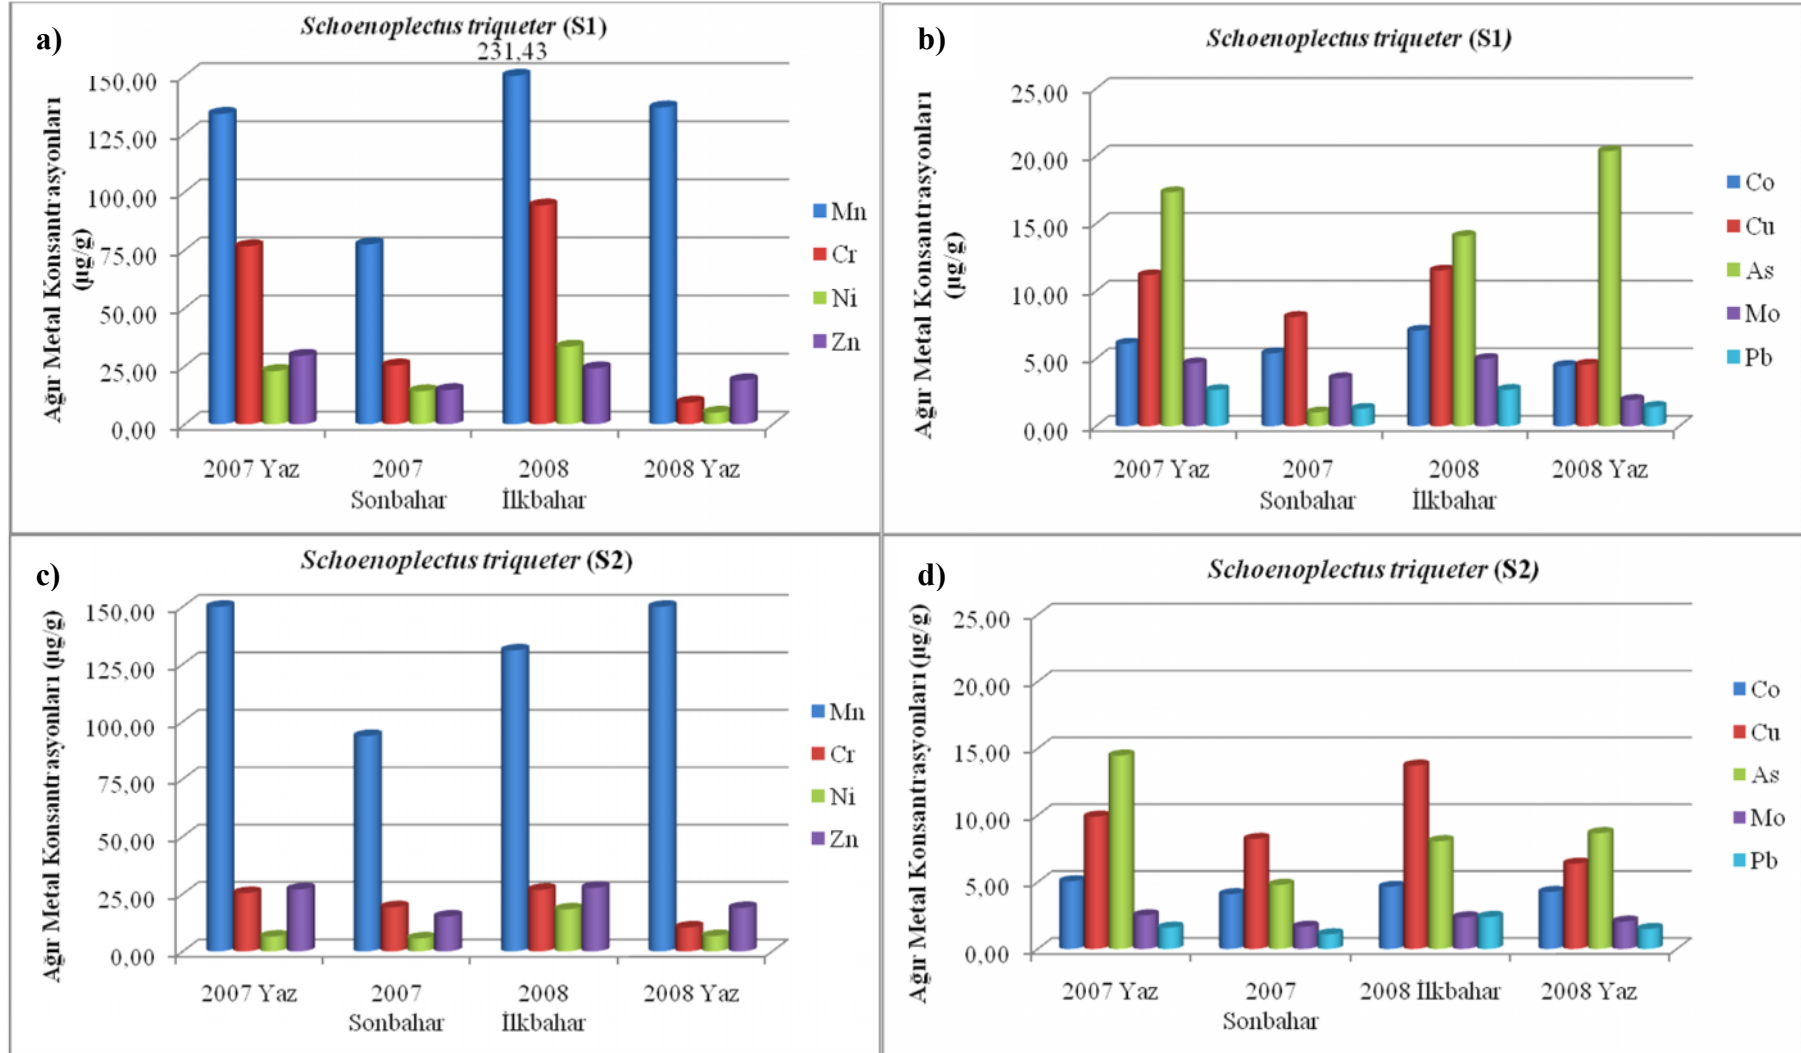 a)
Schoenoplectus triqueter (S1)
231,43
Ağır Metal Konsantrasyonları
(µg/g)
150,00
125,00
100,00
75,00
50,00
25,00
0,00
2007 Yaz
2007
Sonbahar
2008
İlkbahar
2008 Yaz
Mn
Cr
Ni
Zn
b)
Schoenoplectus triqueter (S1)
Ağır Metal Konsantrasyonları
(µg/g)
25,00
20,00
15,00
10,00
5,00
0,00
2007 Yaz
2007
Sonbahar
2008
İlkbahar
2008 Yaz
Co
Cu
As
Mo
Pb
c)
Schoenoplectus triqueter (S2)
Ağır Metal Konsantrasyonları (µg/g)
150,00
125,00
100,00
75,00
50,00
25,00
0,00
2007 Yaz
2007
Sonbahar
2008
İlkbahar
2008 Yaz
Mn
Cr
Ni
Zn
d)
Schoenoplectus triqueter (S2)
Ağır Metal Konsantrasyonları (µg/g)
25,00
20,00
15,00
10,00
5,00
0,00
2007 Yaz
2007
Sonbahar
2008 İlkbahar
2008 Yaz
Co
Cu
As
Mo
Pb